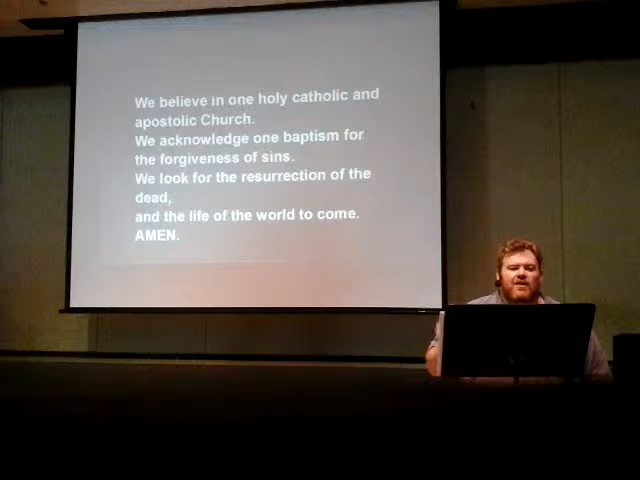 We believe in one holy catholic and
apostolic Church.
We acknowledge one baptism for
the forgiveness of sins.
We look for the resurrection of the
dead,
and the life of the world to come.
AMEN.